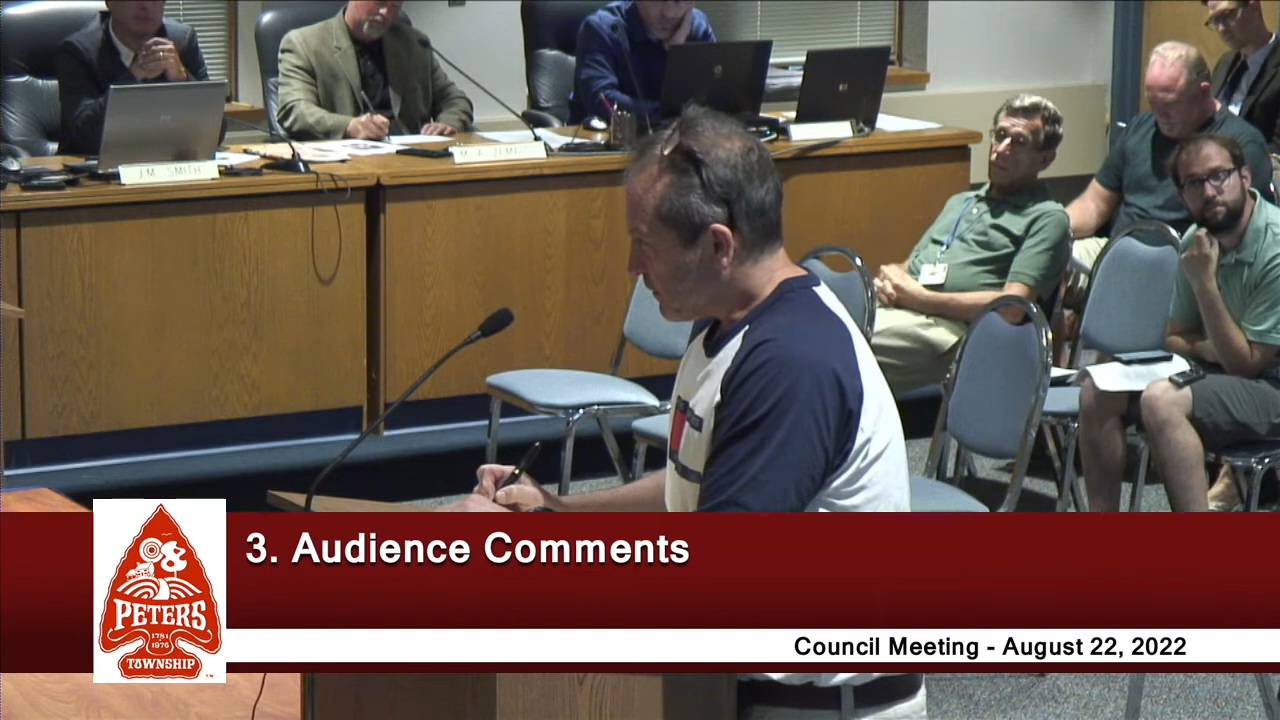 J.M. SMITH
3. Audience Comments
PETERS
1781
1976
TOWNSHIP
Council Meeting - August 22, 2022